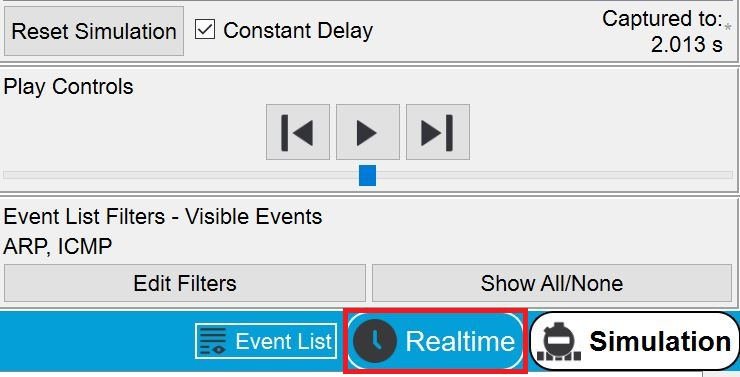 Reset Simulation
Constant Delay
Captured to:
2.013 s
*
Play Controls
Event List Filters - Visible Events
ARP, ICMP
Edit Filters
Show All/None
Event List
Realtime
Simulation